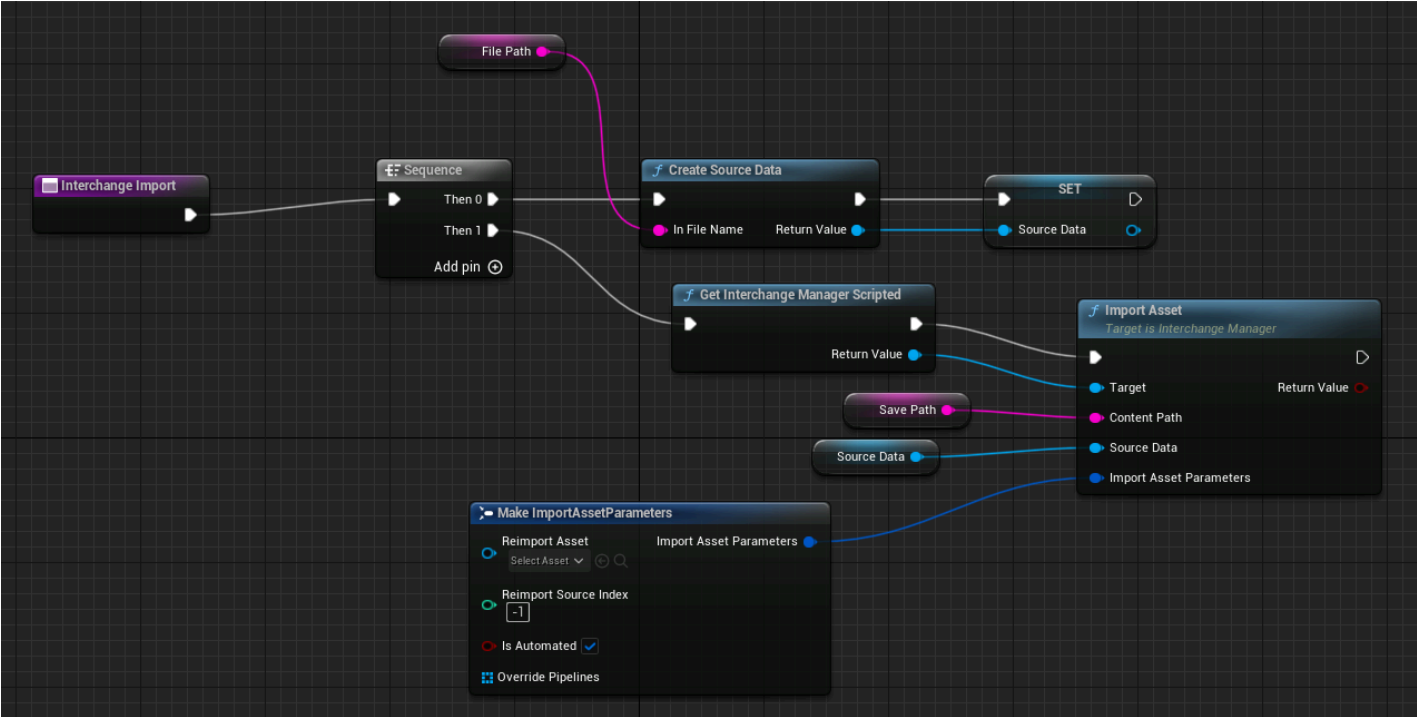 File Path
Interchange Import
Sequence
Then 0
Then 1
Add pin
Create Source Data
In File Name Return Value
SET
Source Data
Get Interchange Manager Scripted
Return Value
Import Asset
Target is Interchange Manager
Target Return Value
Content Path
Source Data
Import Asset Parameters
Save Path
Source Data
Make ImportAssetParameters
Reimport Asset Import Asset Parameters
Select Asset
Reimport Source Index
-1
Is Automated
Override Pipelines